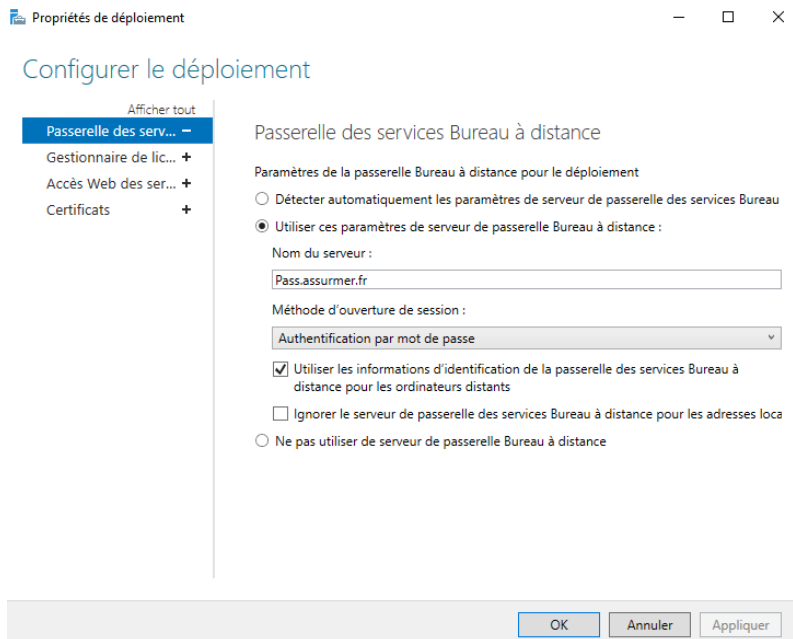 Propriétés de déploiement
Configurer le déploiement
Afficher tout
Passerelle des serv...
Gestionnaire de lic...
Accès Web des ser...
Certificats
Passerelle des services Bureau à distance
Paramètres de la passerelle Bureau à distance pour le déploiement
Détecter automatiquement les paramètres de serveur de passerelle des services Bureau
Utiliser ces paramètres de serveur de passerelle Bureau à distance :
Nom du serveur :
Pass.assurmer.fr
Méthode d'ouverture de session :
Authentification par mot de passe
Utiliser les informations d'identification de la passerelle des services Bureau à
distance pour les ordinateurs distants
Ignorer le serveur de passerelle des services Bureau à distance pour les adresses loca
Ne pas utiliser de serveur de passerelle Bureau à distance
OK
Annuler
Appliquer